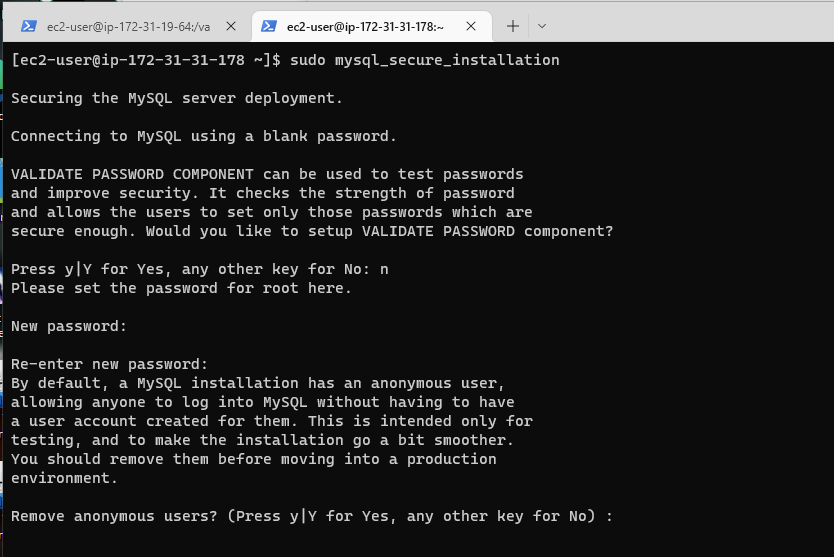 ec2-user@ip-172-31-19-64:/va
ec2-user@ip-172-31-31-178:~
[ec2-user@ip-172-31-31-178 ~]$ sudo mysql_secure_installation
Securing the MySQL server deployment.
Connecting to MySQL using a blank password.
VALIDATE PASSWORD COMPONENT can be used to test passwords
and improve security. It checks the strength of password
and allows the users to set only those passwords which are
secure enough. Would you like to setup VALIDATE PASSWORD component?
Press y|Y for Yes, any other key for No: n
Please set the password for root here.
New password:
Re-enter new password:
By default, a MySQL installation has an anonymous user,
allowing anyone to log into MySQL without having to have
a user account created for them. This is intended only for
testing, and to make the installation go a bit smoother.
You should remove them before moving into a production
environment.
Remove anonymous users? (Press y|Y for Yes, any other key for No) :